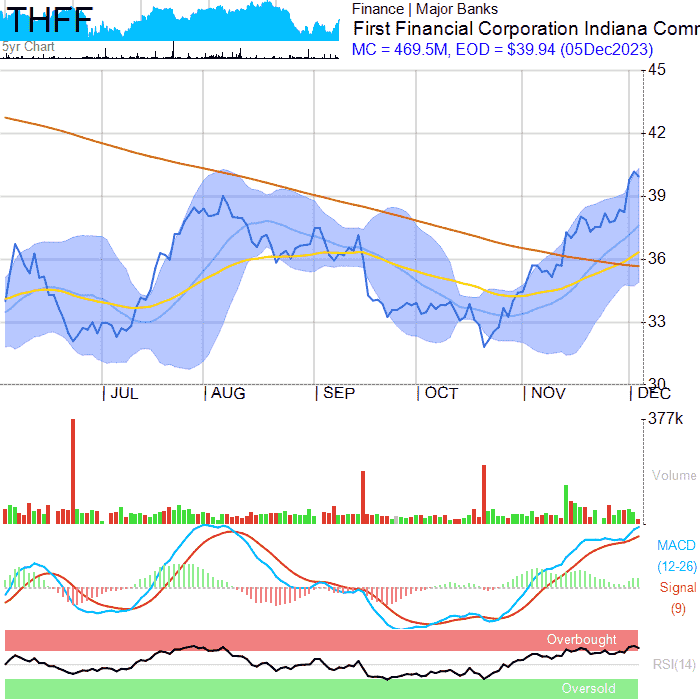 THFF
5yr Chart
Finance | Major Banks
First Financial Corporation Indiana Comm
MC = 469.5M, EOD = $39.94 (05Dec2023)
45
42
39
36
33
30
JUL
AUG
SEP
OCT
NOV
DEC
377k
Volume
MACD
(12-26)
Signal
(9)
Overbought
RSI(14)
Oversold